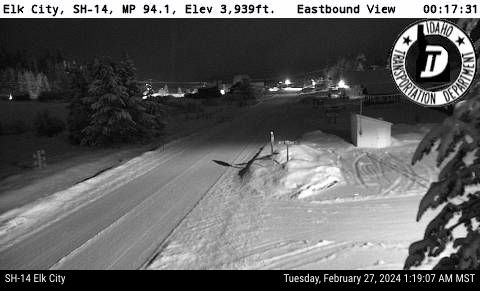 Elk City, SH-14, MP 94.1, Elev 3,939ft. Eastbound View 00:17:31
IDAHO
TRANSPORTATION DEPARTMENT
SH-14 Elk City Tuesday, February 27, 2024 1:19:07 AM MST